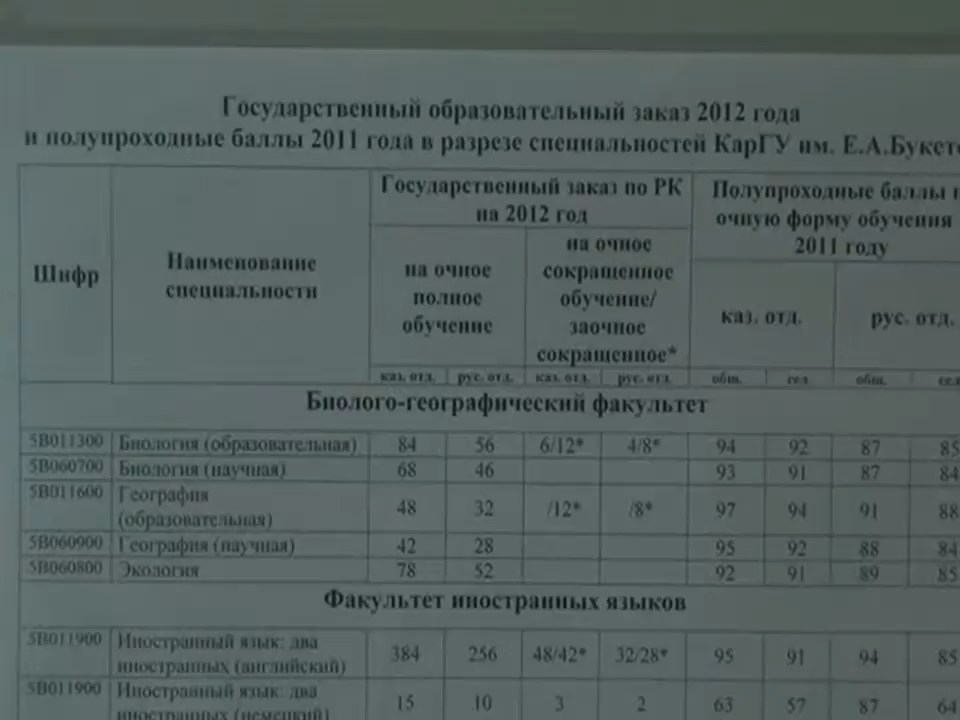 Государственный образовательный заказ 2012 года
и полупроходные баллы 2011 года в разрезе специальностей КарГУ им. Е.А.Букето
Шифр Наименование специальности Государственный заказ по РК на 2012 год Полупроходные баллы н очную форму обучения 2011 году
на очное полное обучение на очное сокращенное обучение/ заочное сокращенное* каз. отд. рус. отд.
каз. отд. рус. отд. каз. отд. рус. отд. общ. сел. общ. сел
Биолого-географический факультет
5В011300 Биология (образовательная) 84 56 6/12* 4/8* 94 92 87 85
5В060700 Биология (научная) 68 46 93 91 87 84
5В011600 География (образовательная) 48 32 /12* /8* 97 94 91 88
5В060900 География (научная) 42 28 95 92 88 84
5В060800 Экология 78 52 92 91 89 85
Факультет иностранных языков
5В011900 Иностранный язык: два иностранных (английский) 384 256 48/42* 32/28* 95 91 94 85
5В011900 Иностранный язык: два иностранных (немецкий) 15 10 3 2 63 57 87 64